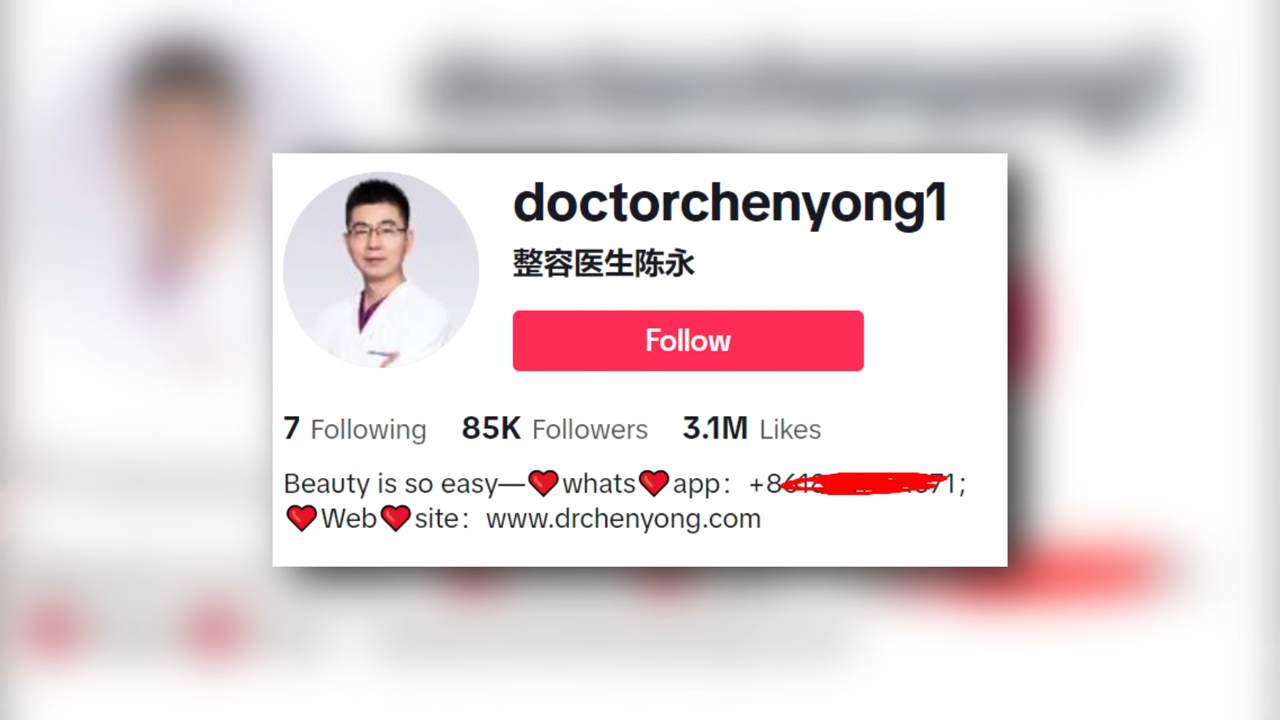 doctorchenyong1
整容医生陈永
Follow
7 Following 85K Followers 3.1M Likes
Beauty is so easy—❤️whats❤️app： +86 71;
❤️Web❤️site：www.drchenyong.com